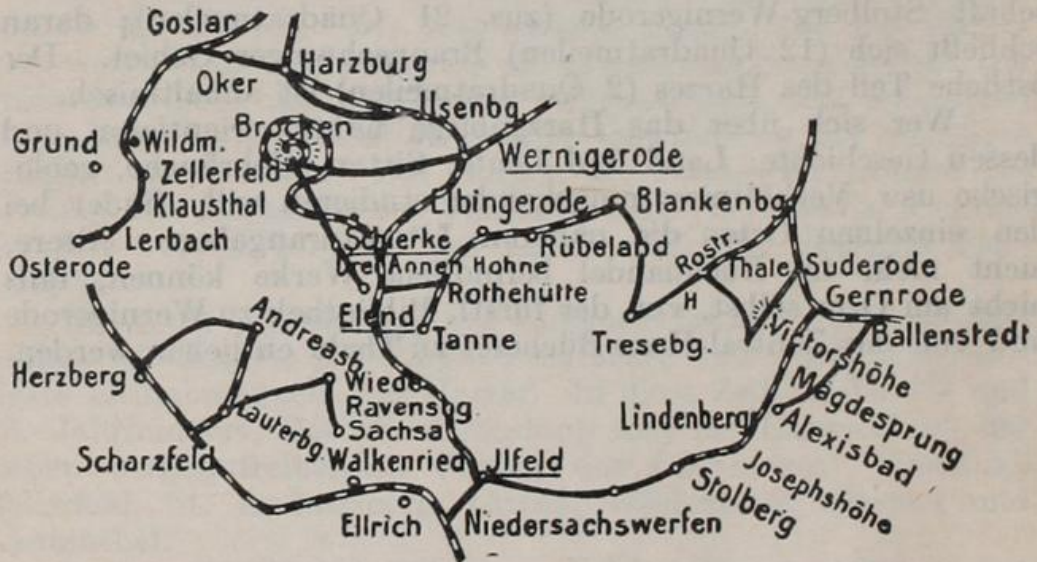 Goslar
Oker
Harzburg
Ilsenbg.
Brocken
Grund
Wildm.
Zellerfeld
Wernigerode
Klausthal
Elbingerode
Blankenbg.
Lerbach
Schierke
Rübeland
Rostr.
Osterode
Drei Annen Hohne
Thale
Suderode
Rothehütte
H
Gernrode
Andreasb.
Elend
Tanne
Tresebg.
Victorshöhe
Ballenstedt
Herzberg
Wieda
Ravensbg
Lauterbg.
Sachsa
Lindenberg
Mägdesprung
Alexisbad
Scharzfeld
Walkenried
Ilfeld
Josephshöhe
Stolberg
Ellrich
Niedersachswerfen